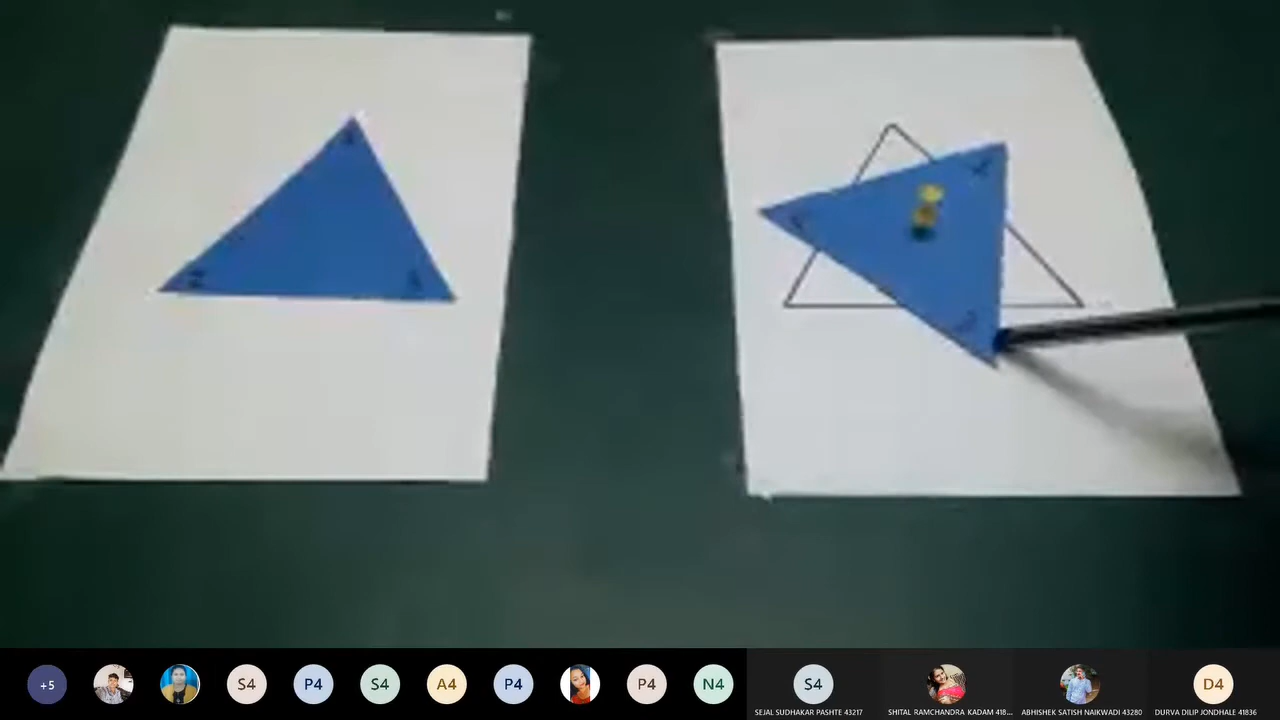 +5
S4
P4
S4
A4
P4
P4
N4
S4
D4
SEJAL SUDHAKAR PASHTE 43217
SHITAL RAMCHANDRA KADAM 418...
ABHISHEK SATISH NAIKWADI 43280
DURVA DILIP JONDHALE 41836